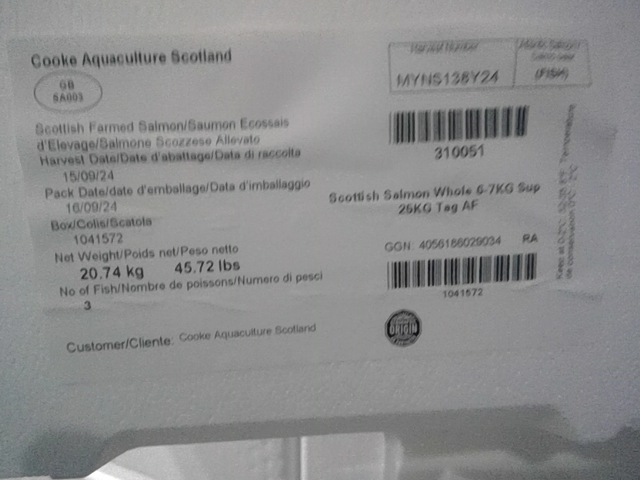 Cooke Aquaculture Scotland
GB
SA003
Scottish Farmed Salmon/Saumon Ecossais
d'Elevage/Salmone Scozzese Allevato
Harvest Date/Date d'abattage/Data di raccolta
15/09/24
Pack Date/date d'emballage/Data d'imballaggio
16/09/24
Box/Colis/Scatola
1041572
Net Weight/Poids net/Peso netto
20.74 kg 45.72 lbs
No of Fish/Nombre de poissons/Numero di pesci
3
Customer/Cliente: Cooke Aquaculture Scotland
Harvest Number
MYNS138Y24
(FISH)
310051
Scottish Salmon Whole 6-7KG Sup
25KG Tag AF
GGN 4056186029034 RA
1041572
ORIGIN